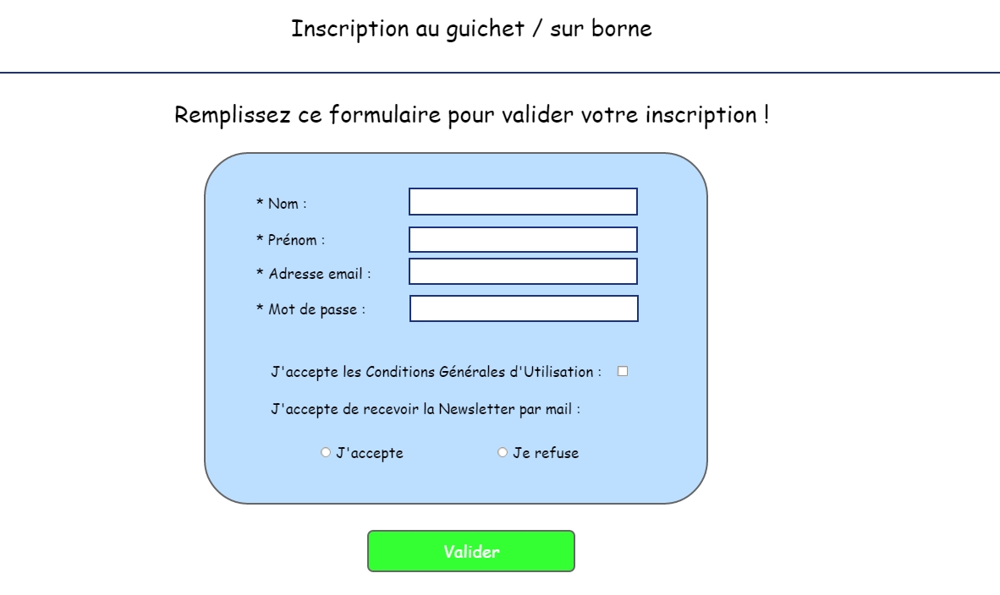 Inscription au guichet / sur borne
Remplissez ce formulaire pour valider votre inscription !
* Nom :
* Prénom :
* Adresse email :
* Mot de passe :
J'accepte les Conditions Générales d'Utilisation :
J'accepte de recevoir la Newsletter par mail :
J'accepte Je refuse
Valider